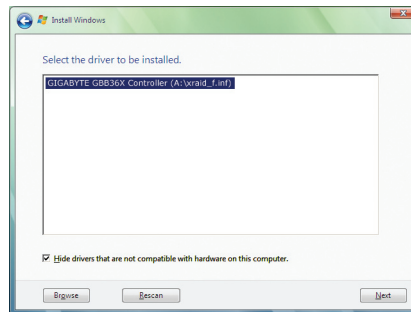 Install Windows
Select the driver to be installed.
GIGABYTE GBB36X Controller (A:\xraid_f.inf)
Hide drivers that are not compatible with hardware on this computer.
Browse
Rescan
Next